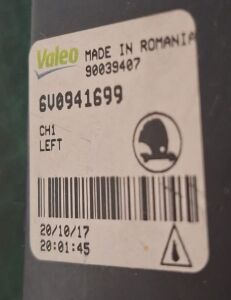 Valeo
MADE IN ROMANIA
90039407
6V0941699
CH1
LEFT
20/10/17
20:01:45